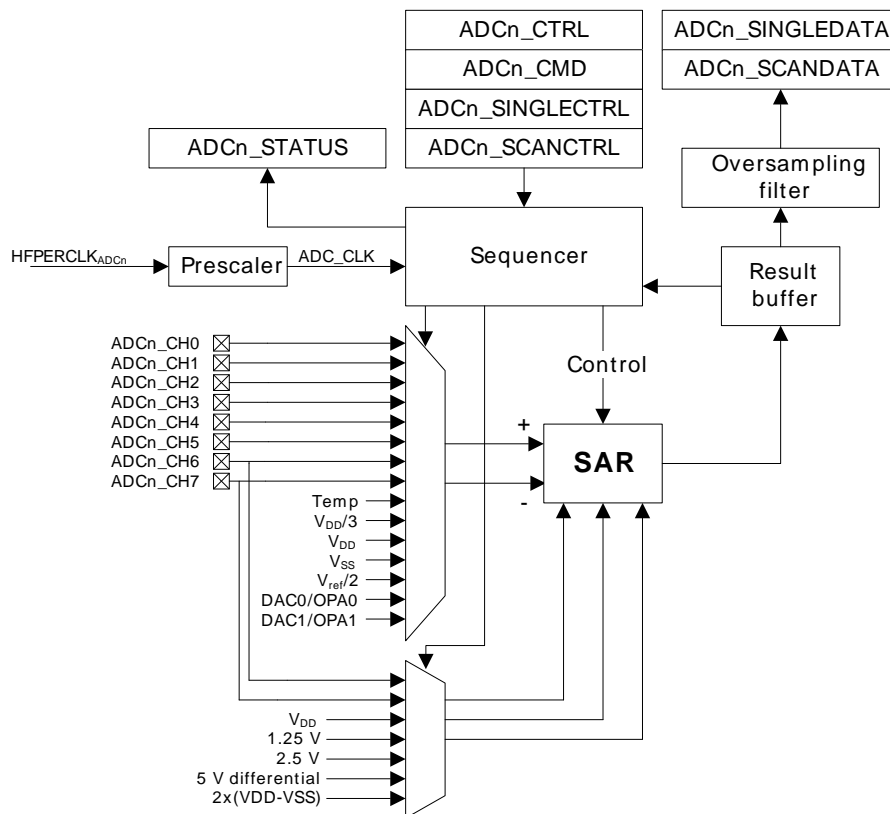 ADCn_CTRL
ADCn_CMD
ADCn_SINGLECTRL
ADCn_SCANCTRL
ADCn_SINGLEDATA
ADCn_SCANDATA
ADCn_STATUS
Oversampling
filter
HFPERCLKADCn
Prescaler
ADC_CLK
Sequencer
Result
buffer
ADCn_CH0
ADCn_CH1
ADCn_CH2
ADCn_CH3
ADCn_CH4
ADCn_CH5
ADCn_CH6
ADCn_CH7
Temp
VDD/3
VDD
VSS
Vref/2
DAC0/OPA0
DAC1/OPA1
Control
+
SAR
-
VDD
1.25 V
2.5 V
5 V differential
2x(VDD-VSS)